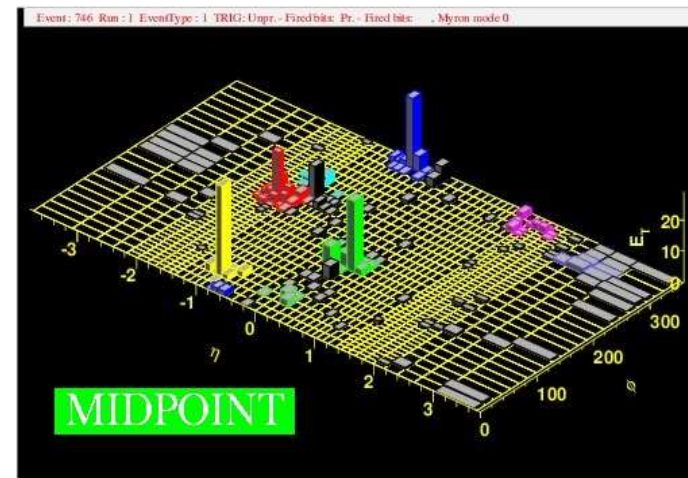 Event : 746 Run : 1 EventType : 1 TRIG: Unpr. - Fired bits: Pr. - Fired bits: , Myron mode 0
20
10
0
E_T
-3
-2
-1
0
1
2
3
η
300
200
100
0
ø
MIDPOINT